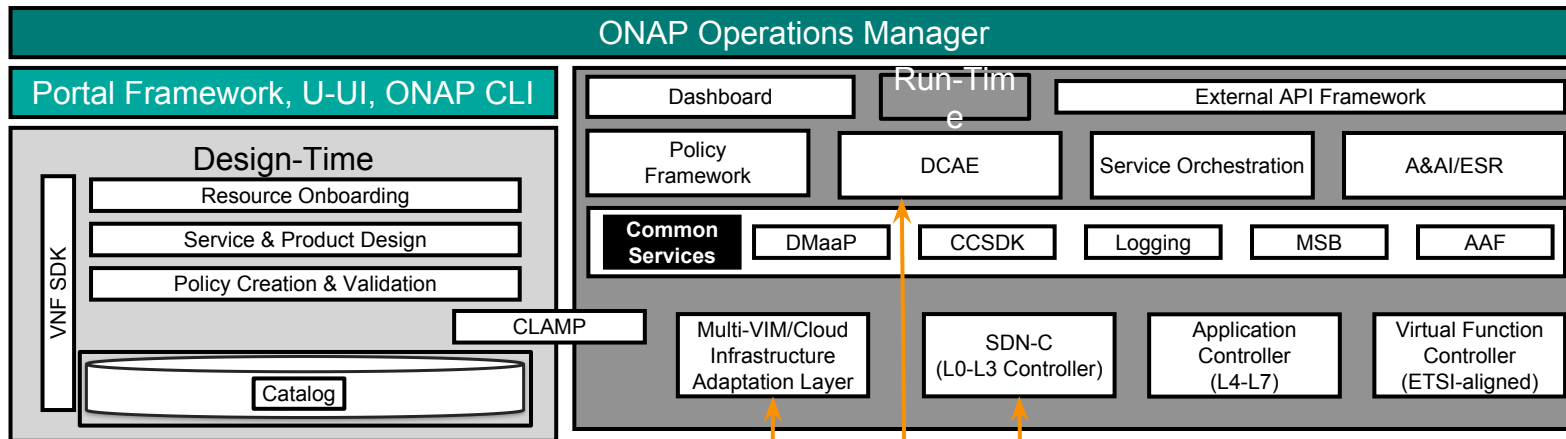 ONAP Operations Manager
Portal Framework, U-UI, ONAP CLI
Design-Time
VNF SDK
Resource Onboarding
Service & Product Design
Policy Creation & Validation
CLAMP
Catalog
Dashboard
Run-Tim
e
External API Framework
Policy
Framework
DCAE
Service Orchestration
A&AI/ESR
Common
Services
DMaaP
CCSDK
Logging
MSB
AAF
Multi-VIM/Cloud
Infrastructure
Adaptation Layer
SDN-C
(L0-L3 Controller)
Application
Controller
(L4-L7)
Virtual Function
Controller
(ETSI-aligned)